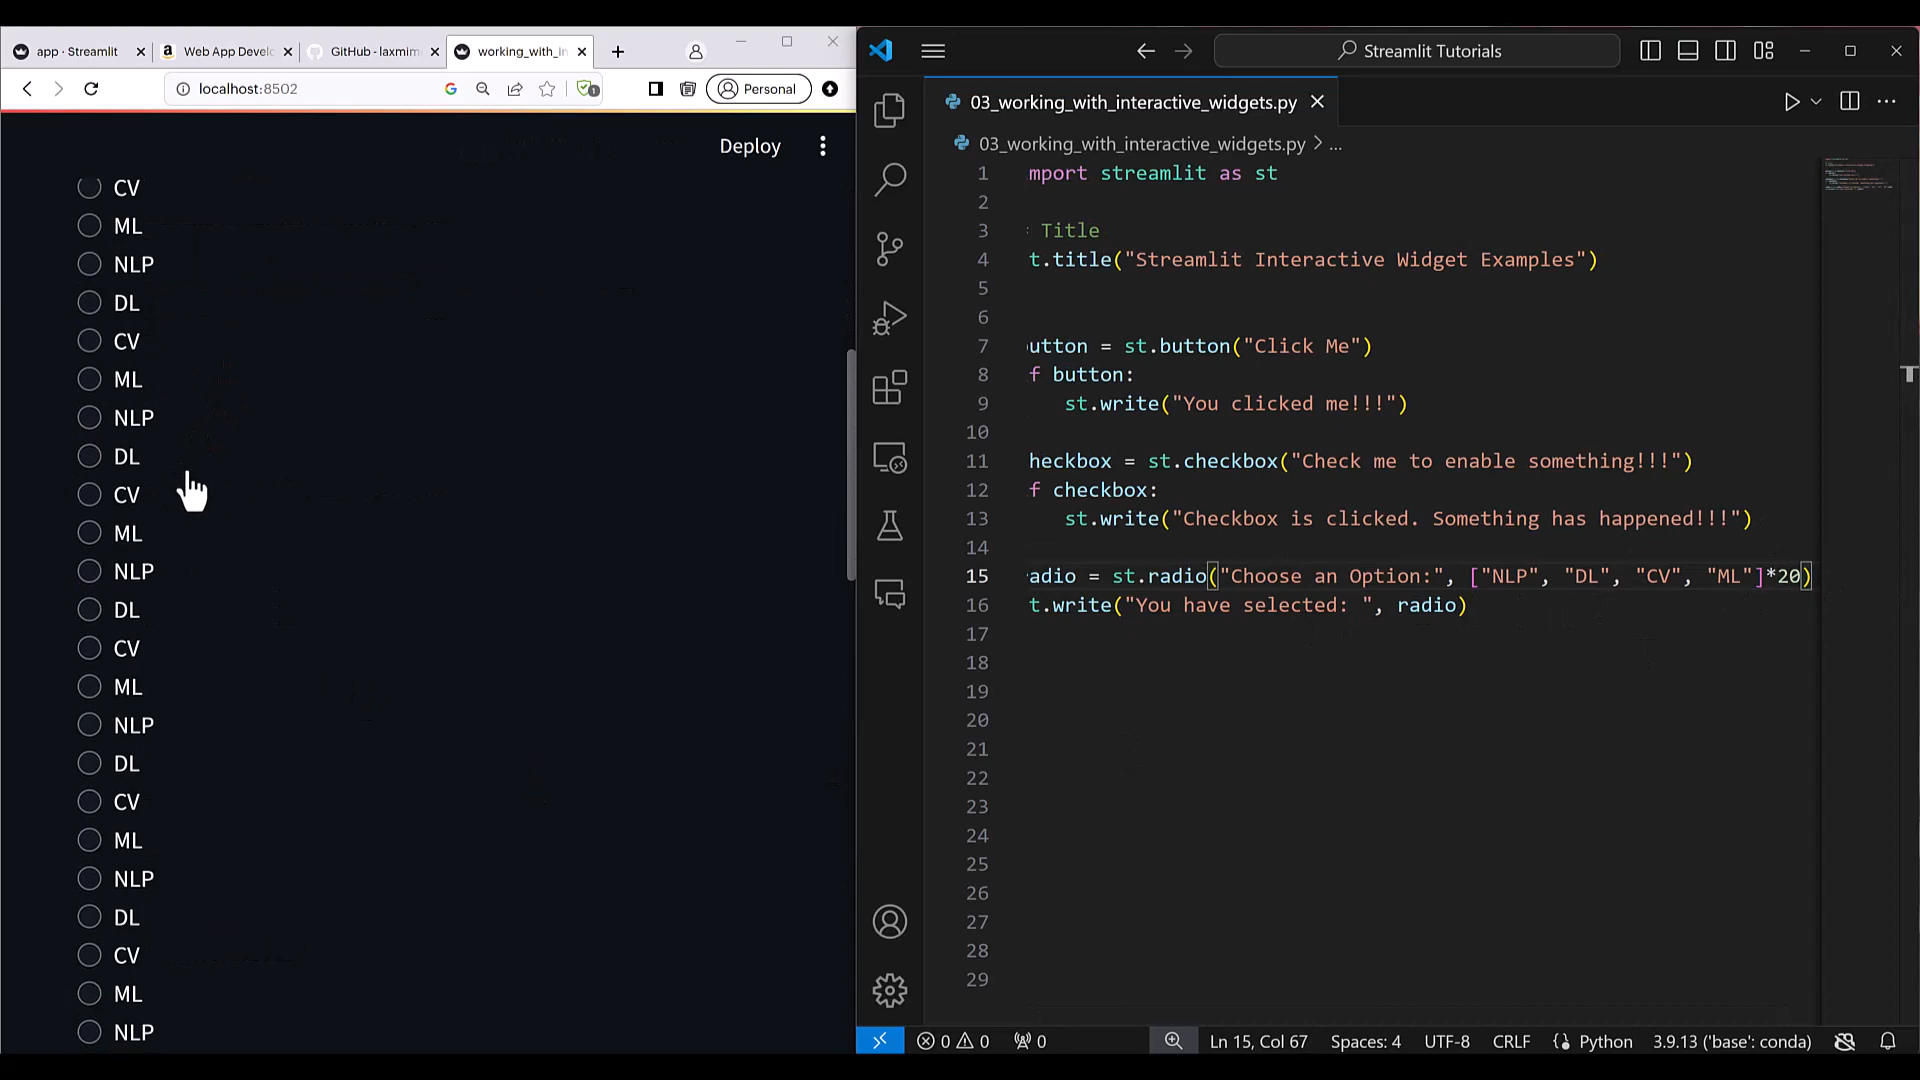 app · Streamlit
Web App Devel
GitHub - laxmim
working_with_in
localhost:8502
G
1
Personal
Deploy
CV
ML
NLP
DL
CV
ML
NLP
DL
CV
ML
NLP
DL
CV
ML
NLP
DL
CV
ML
NLP
DL
CV
ML
NLP
Streamlit Tutorials
03_working_with_interactive_widgets.py
03_working_with_interactive_widgets.py > ...
1 mport streamlit as st
2
3 Title
4 t.title("Streamlit Interactive Widget Examples")
5
6
7 utton = st.button("Click Me")
8 f button:
9 st.write("You clicked me!!!")
10
11 heckbox = st.checkbox("Check me to enable something!!!")
12 f checkbox:
13 st.write("Checkbox is clicked. Something has happened!!!")
14
15 adio = st.radio("Choose an Option:", ["NLP", "DL", "CV", "ML"]*20)
16 t.write("You have selected: ", radio)
17
18
19
20
21
22
23
24
25
26
27
28
29
0 0 0 Ln 15, Col 67 Spaces: 4 UTF-8 CRLF Python 3.9.13 ('base': conda)